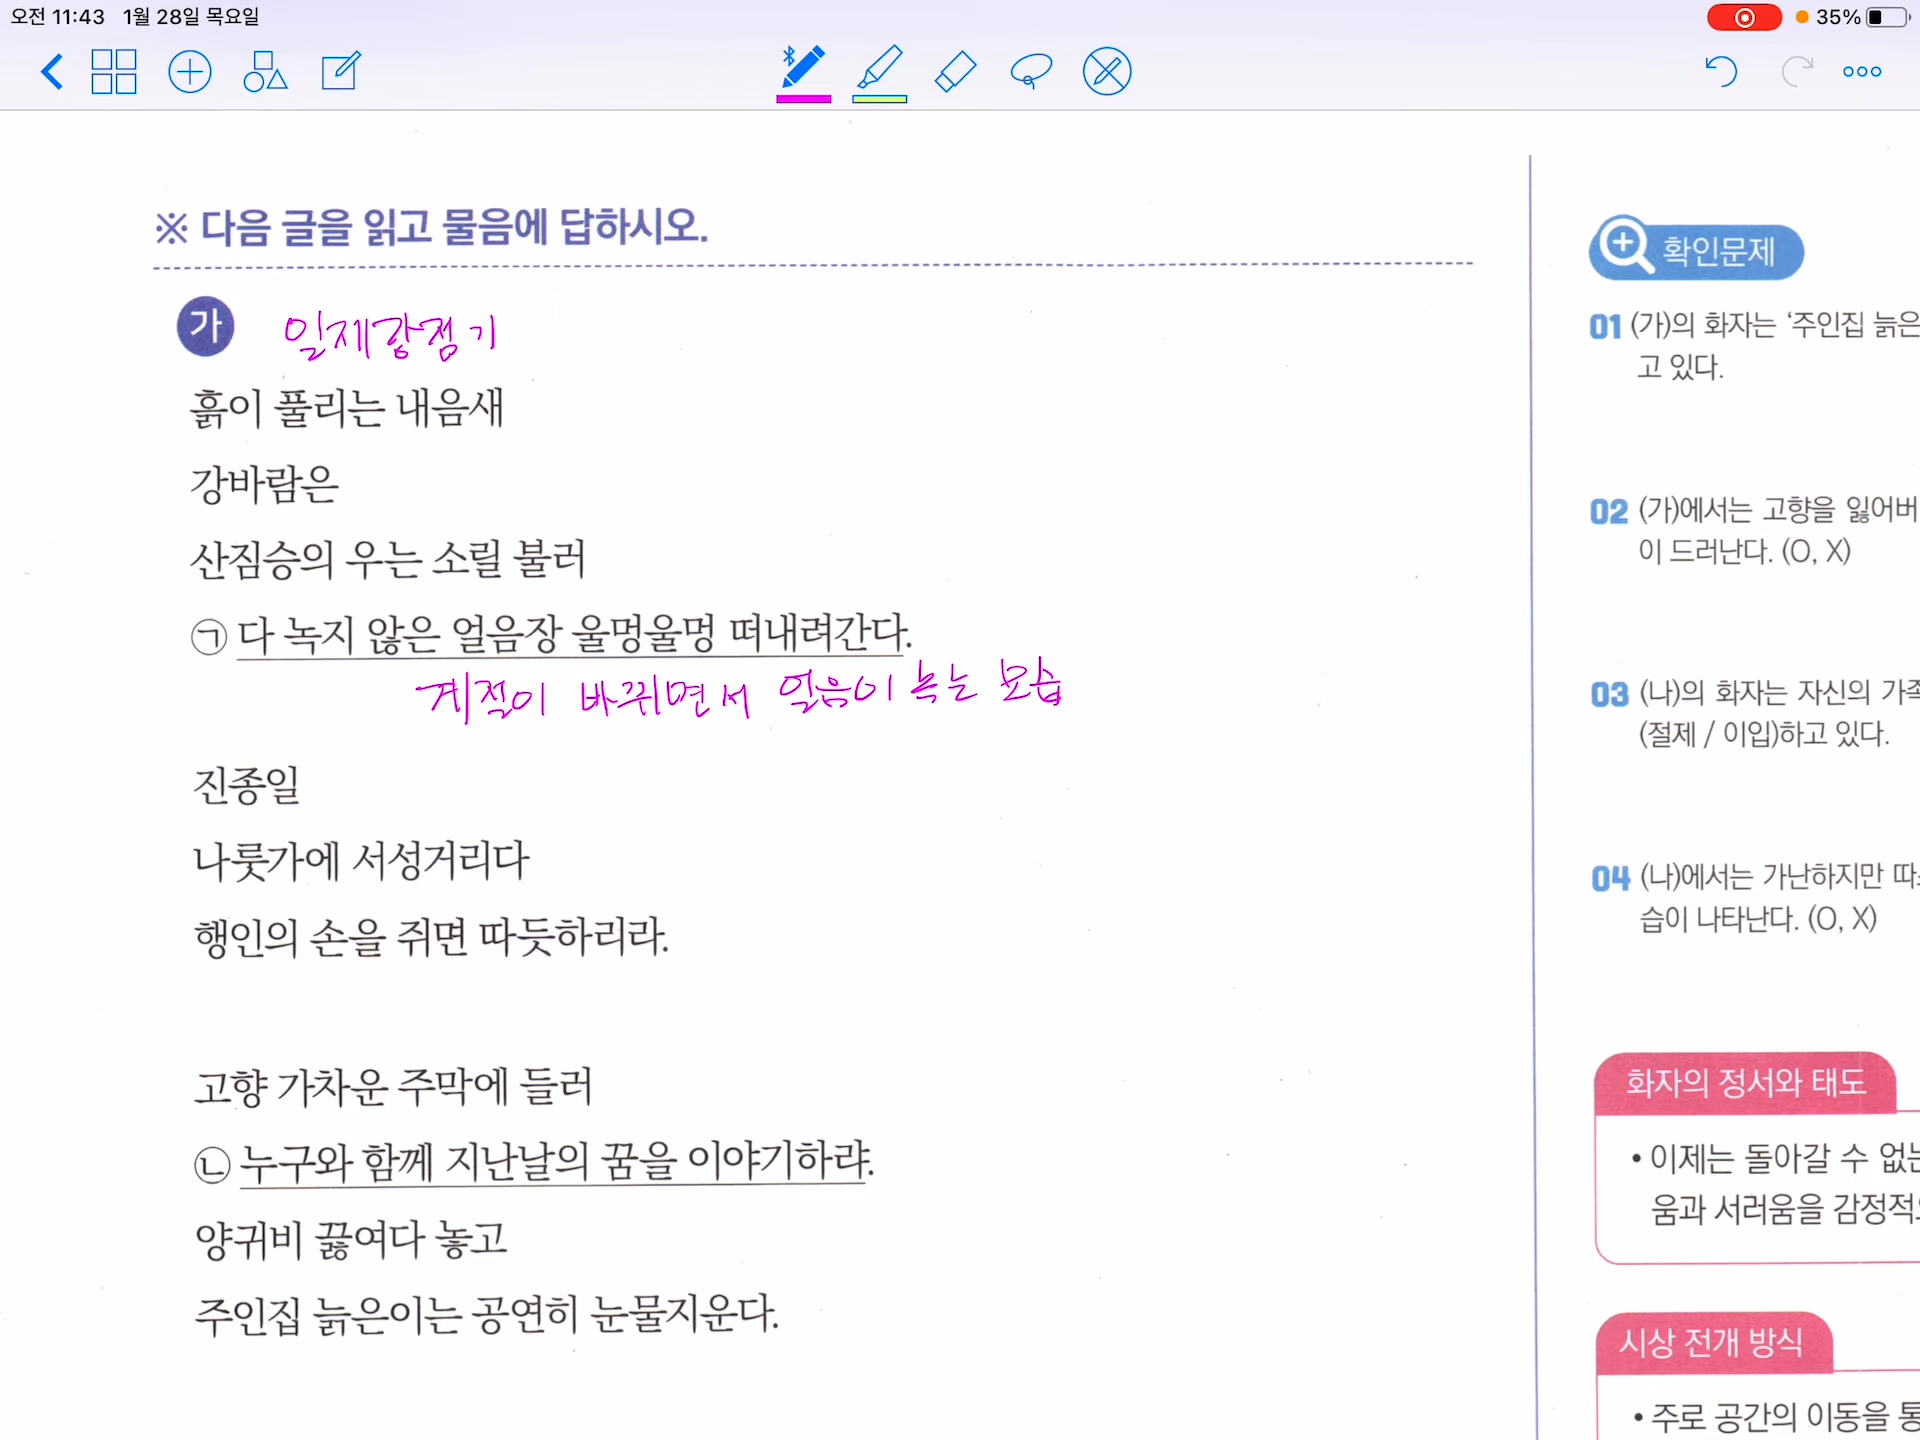 오전 11:43 1월 28일 목요일
35%
※ 다음 글을 읽고 물음에 답하시오.
가 일제강점기
흙이 풀리는 내음새
강바람은
산짐승의 우는 소릴 불러
㉠ 다 녹지 않은 얼음장 울멍울멍 떠내려간다.
계절이 바뀌면서 얼음이 녹는 모습
진종일
나룻가에 서성거리다
행인의 손을 쥐면 따듯하리라.
고향 가차운 주막에 들러
㉡ 누구와 함께 지난날의 꿈을 이야기하랴.
양귀비 끓여다 놓고
주인집 늙은이는 공연히 눈물지운다.
확인문제
01 (가)의 화자는 ‘주인집 늙은
고 있다.
02 (가)에서는 고향을 잃어버
이 드러난다. (O, X)
03 (나)의 화자는 자신의 가족
(절제 / 이입)하고 있다.
04 (나)에서는 가난하지만
습이 나타난다. (O, X)
화자의 정서와 태도
• 이제는 돌아갈 수 없는
움과 서러움을 감정적으
시상 전개 방식
• 주로 공간의 이동을 통